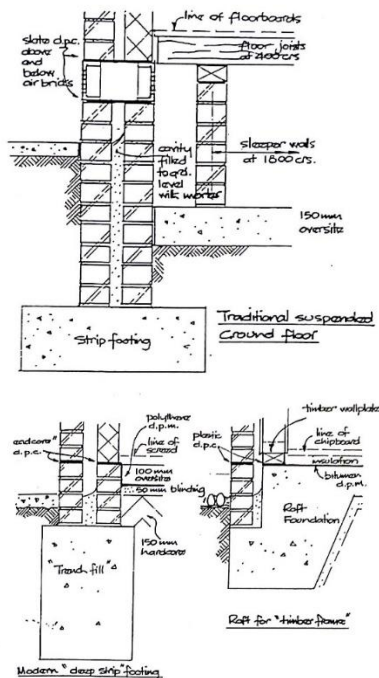 line of floorboards
slate d.p.c.
above
and
below
air bricks
floor joists
at 400 crs
cavity
filled
to grd.
level
with mortar
sleeper walls
at 1800 crs.
150mm
oversite
Traditional suspended
Ground floor
Strip footing
polythene
d.p.m.
line of
screed
"andcore"
d.p.c.
100mm
oversite
50mm blinding
150mm
hardcore
"Trench fill"
Modern "deep strip" footing
timber wallplate
plastic
d.p.c.
line of
chipboard
insulation
bitumen
d.p.m.
Raft
Foundation
Raft for "timber frame"